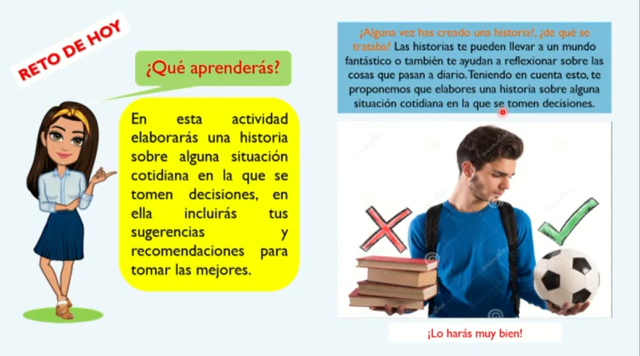 RETO DE HOY
¿Qué aprenderás?
En esta actividad
elaborarás una historia
sobre alguna situación
cotidiana en la que se
tomen decisiones, en
ella incluirás tus
sugerencias y
recomendaciones para
tomar las mejores.
¿Alguna vez has creado una historia?, ¿de qué se
trataba? Las historias te pueden llevar a un mundo
fantástico o también te ayudan a reflexionar sobre las
cosas que pasan a diario. Teniendo en cuenta esto, te
proponemos que elabores una historia sobre alguna
situación cotidiana en la que se tomen decisiones.
¡Lo harás muy bien!